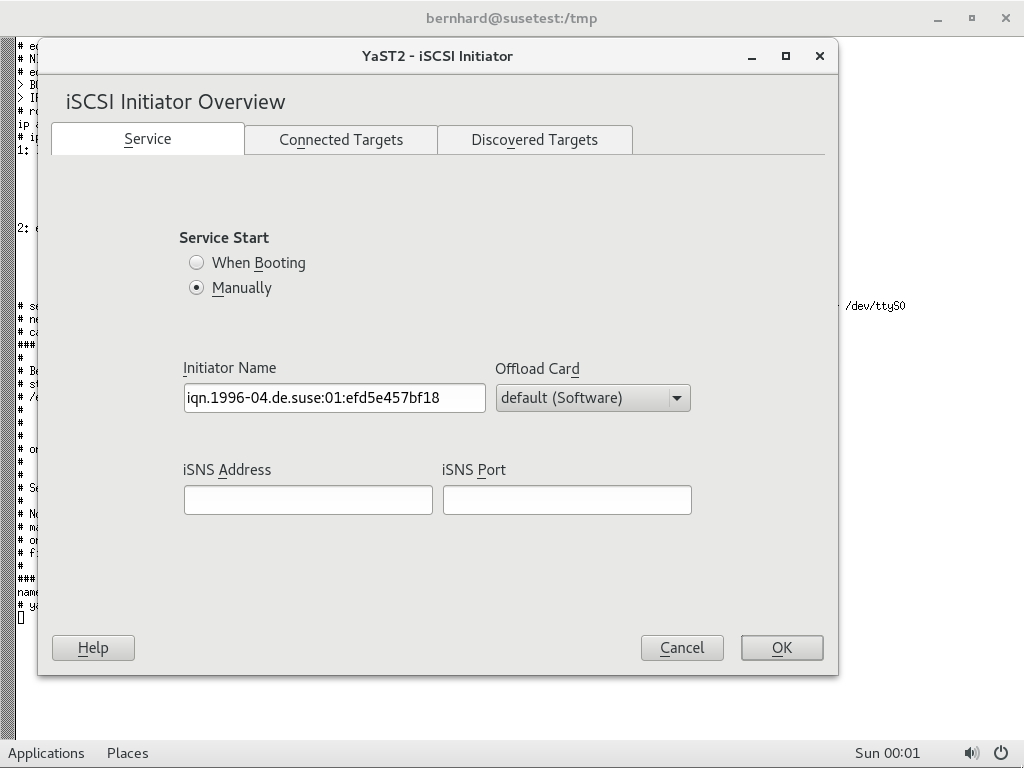 bernhard@susetest:/tmp
YaST2 - iSCSI Initiator
iSCSI Initiator Overview
Service
Connected Targets
Discovered Targets
Service Start
When Booting
Manually
Initiator Name
Offload Card
iqn.1996-04.de.suse:01:efd5e457bf18
default (Software)
iSNS Address
iSNS Port
Help
Cancel
OK
1:
2:
/dev/ttyS0
###
###
Applications
Places
Sun 00:01